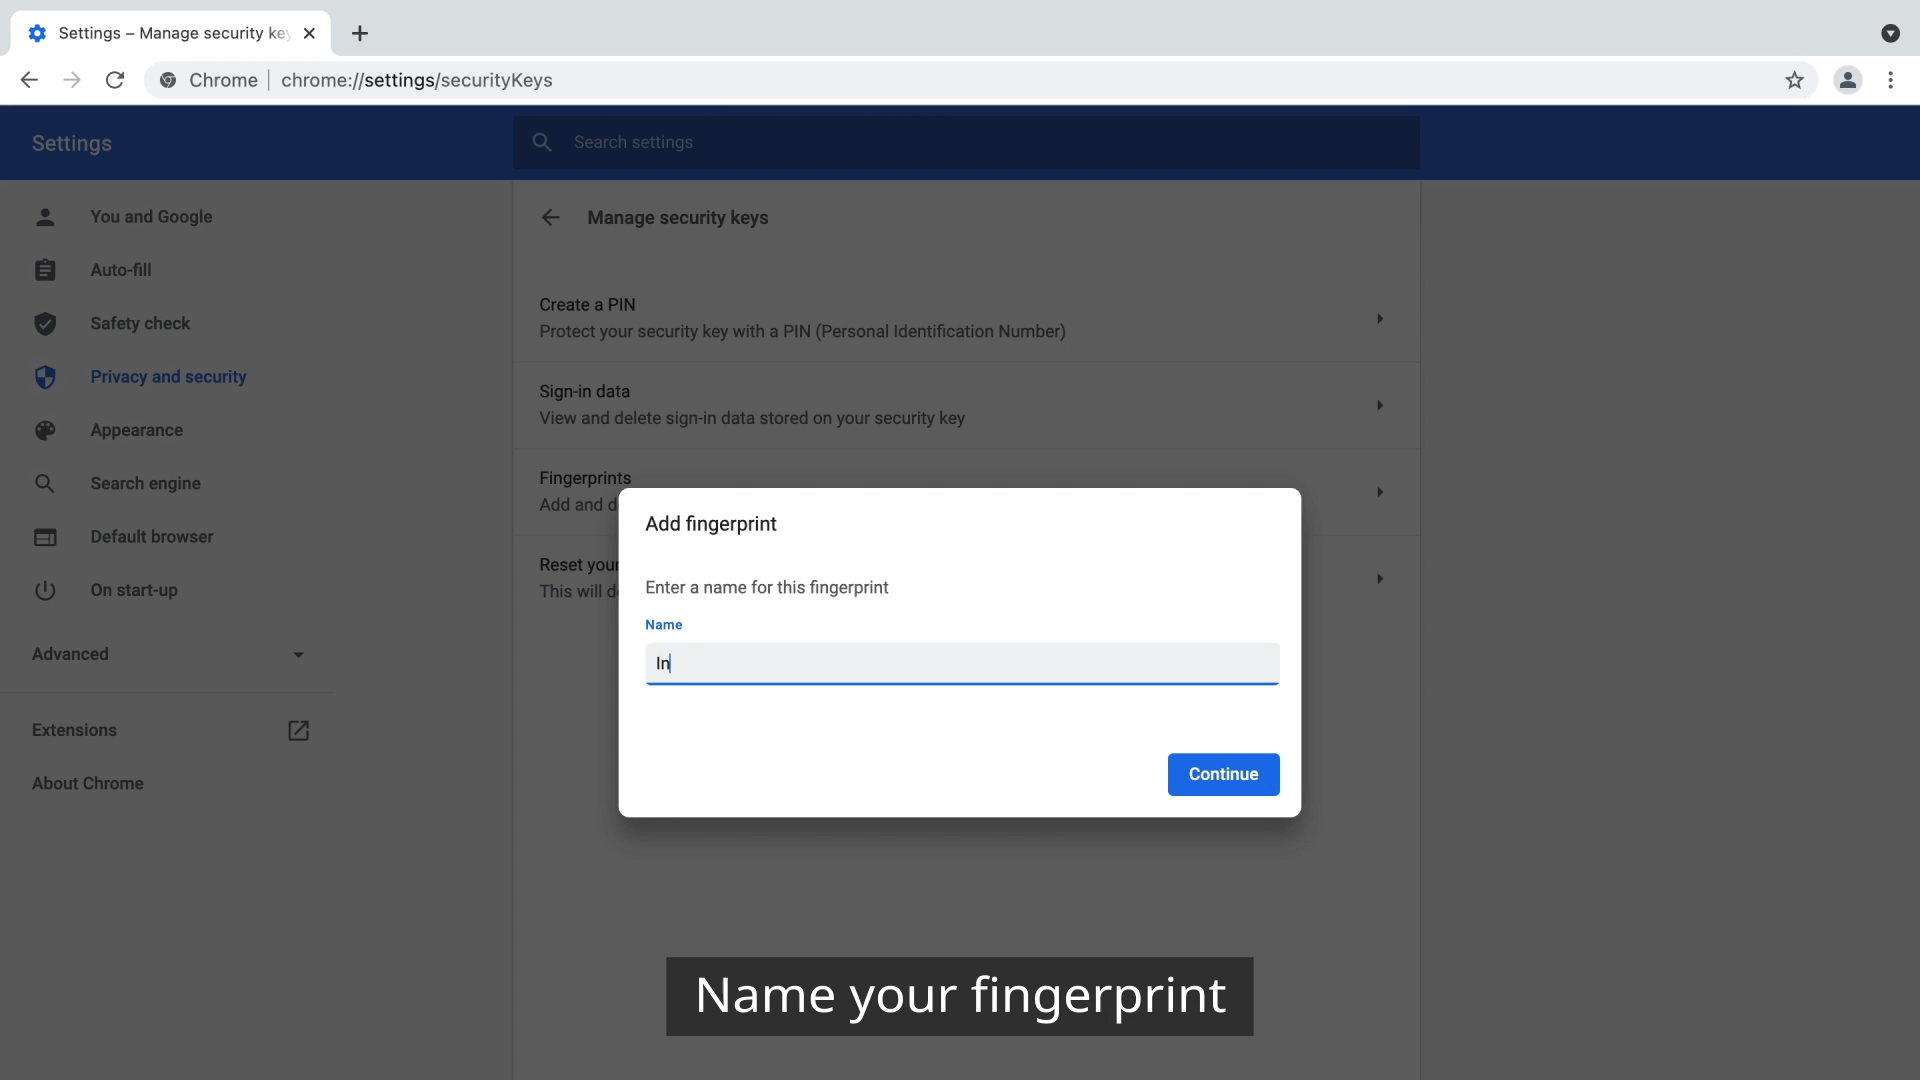 Settings – Manage security key
Chrome
chrome://settings/securityKeys
Settings
Search settings
You and Google
Auto-fill
Safety check
Privacy and security
Appearance
Search engine
Default browser
On start-up
Advanced
Extensions
About Chrome
Manage security keys
Create a PIN
Protect your security key with a PIN (Personal Identification Number)
Sign-in data
View and delete sign-in data stored on your security key
Fingerprints
Add and d
Reset your
This will d
Add fingerprint
Enter a name for this fingerprint
Name
In
Continue
Name your fingerprint